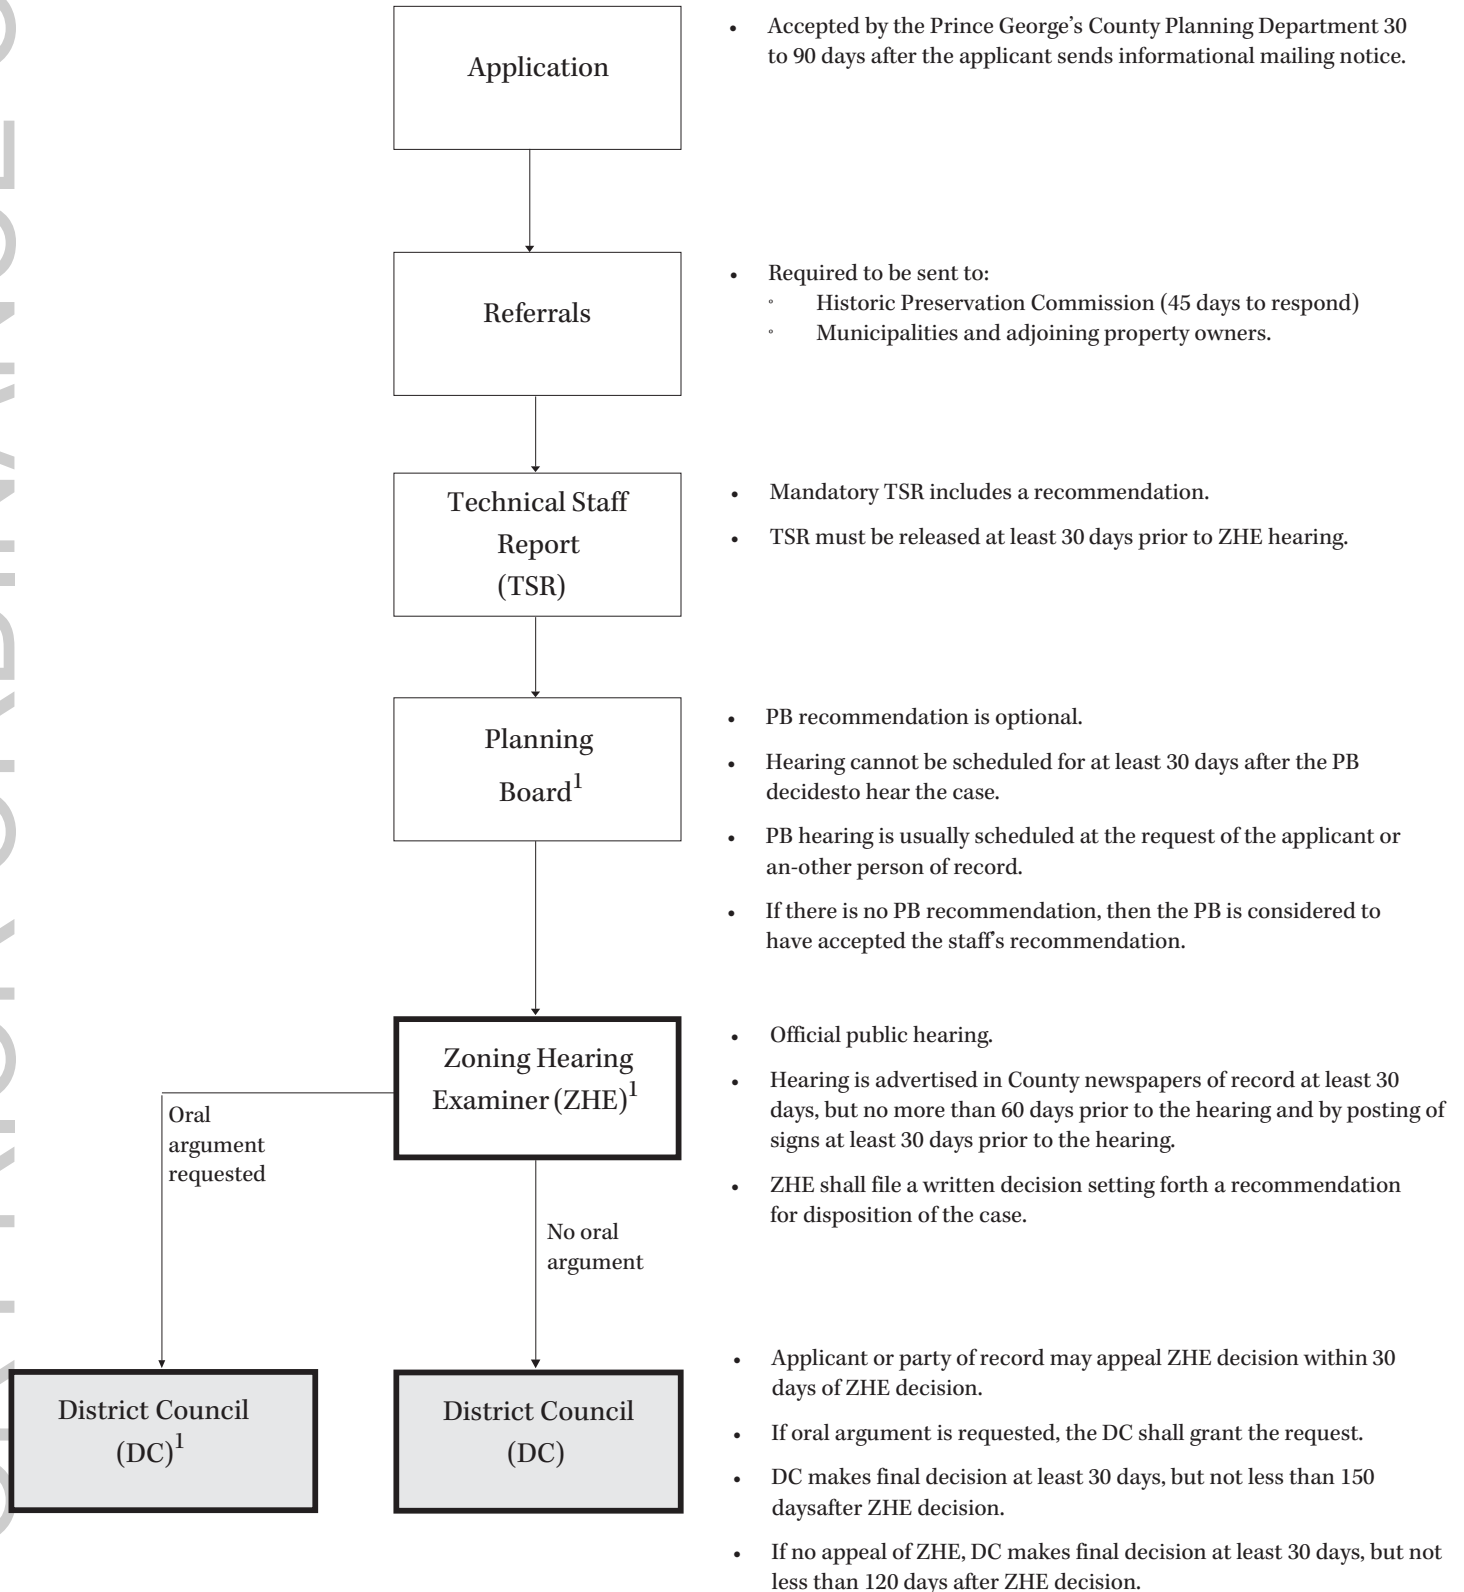 Application
• Accepted by the Prince George's County Planning Department 30
to 90 days after the applicant sends informational mailing notice.
Referrals
• Required to be sent to:
° Historic Preservation Commission (45 days to respond)
° Municipalities and adjoining property owners.
Technical Staff
Report
(TSR)
• Mandatory TSR includes a recommendation.
• TSR must be released at least 30 days prior to ZHE hearing.
Planning
Board1
• PB recommendation is optional.
• Hearing cannot be scheduled for at least 30 days after the PB
decidesto hear the case.
• PB hearing is usually scheduled at the request of the applicant or
an-other person of record.
• If there is no PB recommendation, then the PB is considered to
have accepted the staff's recommendation.
Zoning Hearing
Examiner (ZHE)1
• Official public hearing.
• Hearing is advertised in County newspapers of record at least 30
days, but no more than 60 days prior to the hearing and by posting of
signs at least 30 days prior to the hearing.
• ZHE shall file a written decision setting forth a recommendation
for disposition of the case.
Oral
argument
requested
No oral
argument
District Council
(DC)1
District Council
(DC)
• Applicant or party of record may appeal ZHE decision within 30
days of ZHE decision.
• If oral argument is requested, the DC shall grant the request.
• DC makes final decision at least 30 days, but not less than 150
daysafter ZHE decision.
• If no appeal of ZHE, DC makes final decision at least 30 days, but not
less than 120 days after ZHE decision.